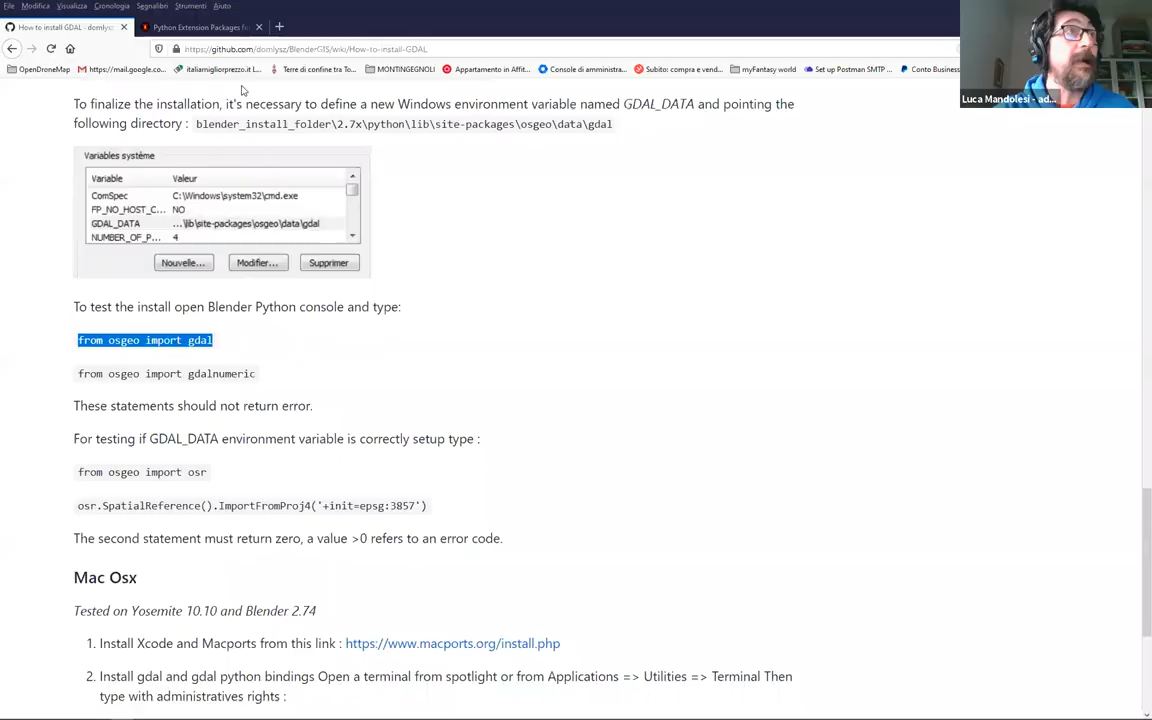 File Modifica Visualizza Cronologia Segnalibri Strumenti Aiuto
How to install GDAL · domlysz
Python Extension Packages fo
https://github.com/domlysz/BlenderGIS/wiki/How-to-install-GDAL
OpenDroneMap https://mail.google.co... italiarnigliorprezzo.it l... Terre di confine tra To... MONTINGEGNOLI Appartamento in Affit... Console di amministra... Subito: compra e vend... myFantasy world Set up Postman SMTP ... Conto Business
Luca Mandolesi - ad...
To finalize the installation, it's necessary to define a new Windows environment variable named GDAL_DATA and pointing the
following directory : blender_install_folder\2.7x\python\lib\site-packages\osgeo\data\gdal
Variables système
Variable Valeur
ComSpec C:\Windows\system32\cmd.exe
FP_NO_HOST_C... NO
GDAL_DATA ...\lib\site-packages\osgeo\data\gdal
NUMBER_OF_P... 4
Nouvelle... Modifier... Supprimer
To test the install open Blender Python console and type:
from osgeo import gdal
from osgeo import gdalnumeric
These statements should not return error.
For testing if GDAL_DATA environment variable is correctly setup type :
from osgeo import osr
osr.SpatialReference().ImportFromProj4('+init=epsg:3857')
The second statement must return zero, a value >0 refers to an error code.
Mac Osx
Tested on Yosemite 10.10 and Blender 2.74
1. Install Xcode and Macports from this link : https://www.macports.org/install.php
2. Install gdal and gdal python bindings Open a terminal from spotlight or from Applications => Utilities => Terminal Then
type with administratives rights :